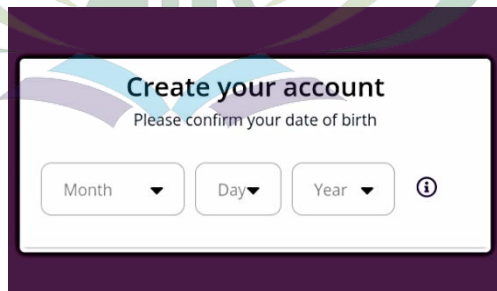 Create your account
Please confirm your date of birth
Month Day Year